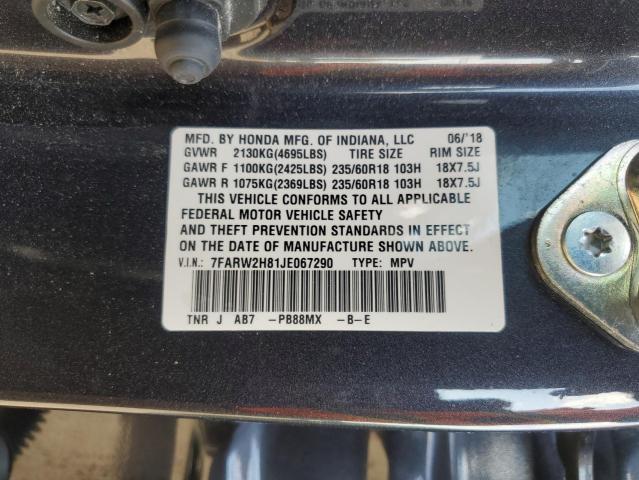 MFD. BY HONDA MFG. OF INDIANA, LLC 06/'18
GVWR 2130KG(4695LBS) TIRE SIZE RIM SIZE
GAWR F 1100KG(2425LBS) 235/60R18 103H 18X7.5J
GAWR R 1075KG(2369LBS) 235/60R18 103H 18X7.5J
THIS VEHICLE CONFORMS TO ALL APPLICABLE
FEDERAL MOTOR VEHICLE SAFETY
AND THEFT PREVENTION STANDARDS IN EFFECT
ON THE DATE OF MANUFACTURE SHOWN ABOVE.
V.I.N.: 7FARW2H81JE067290 TYPE: MPV
TNR J AB7 -PB88MX -B-E